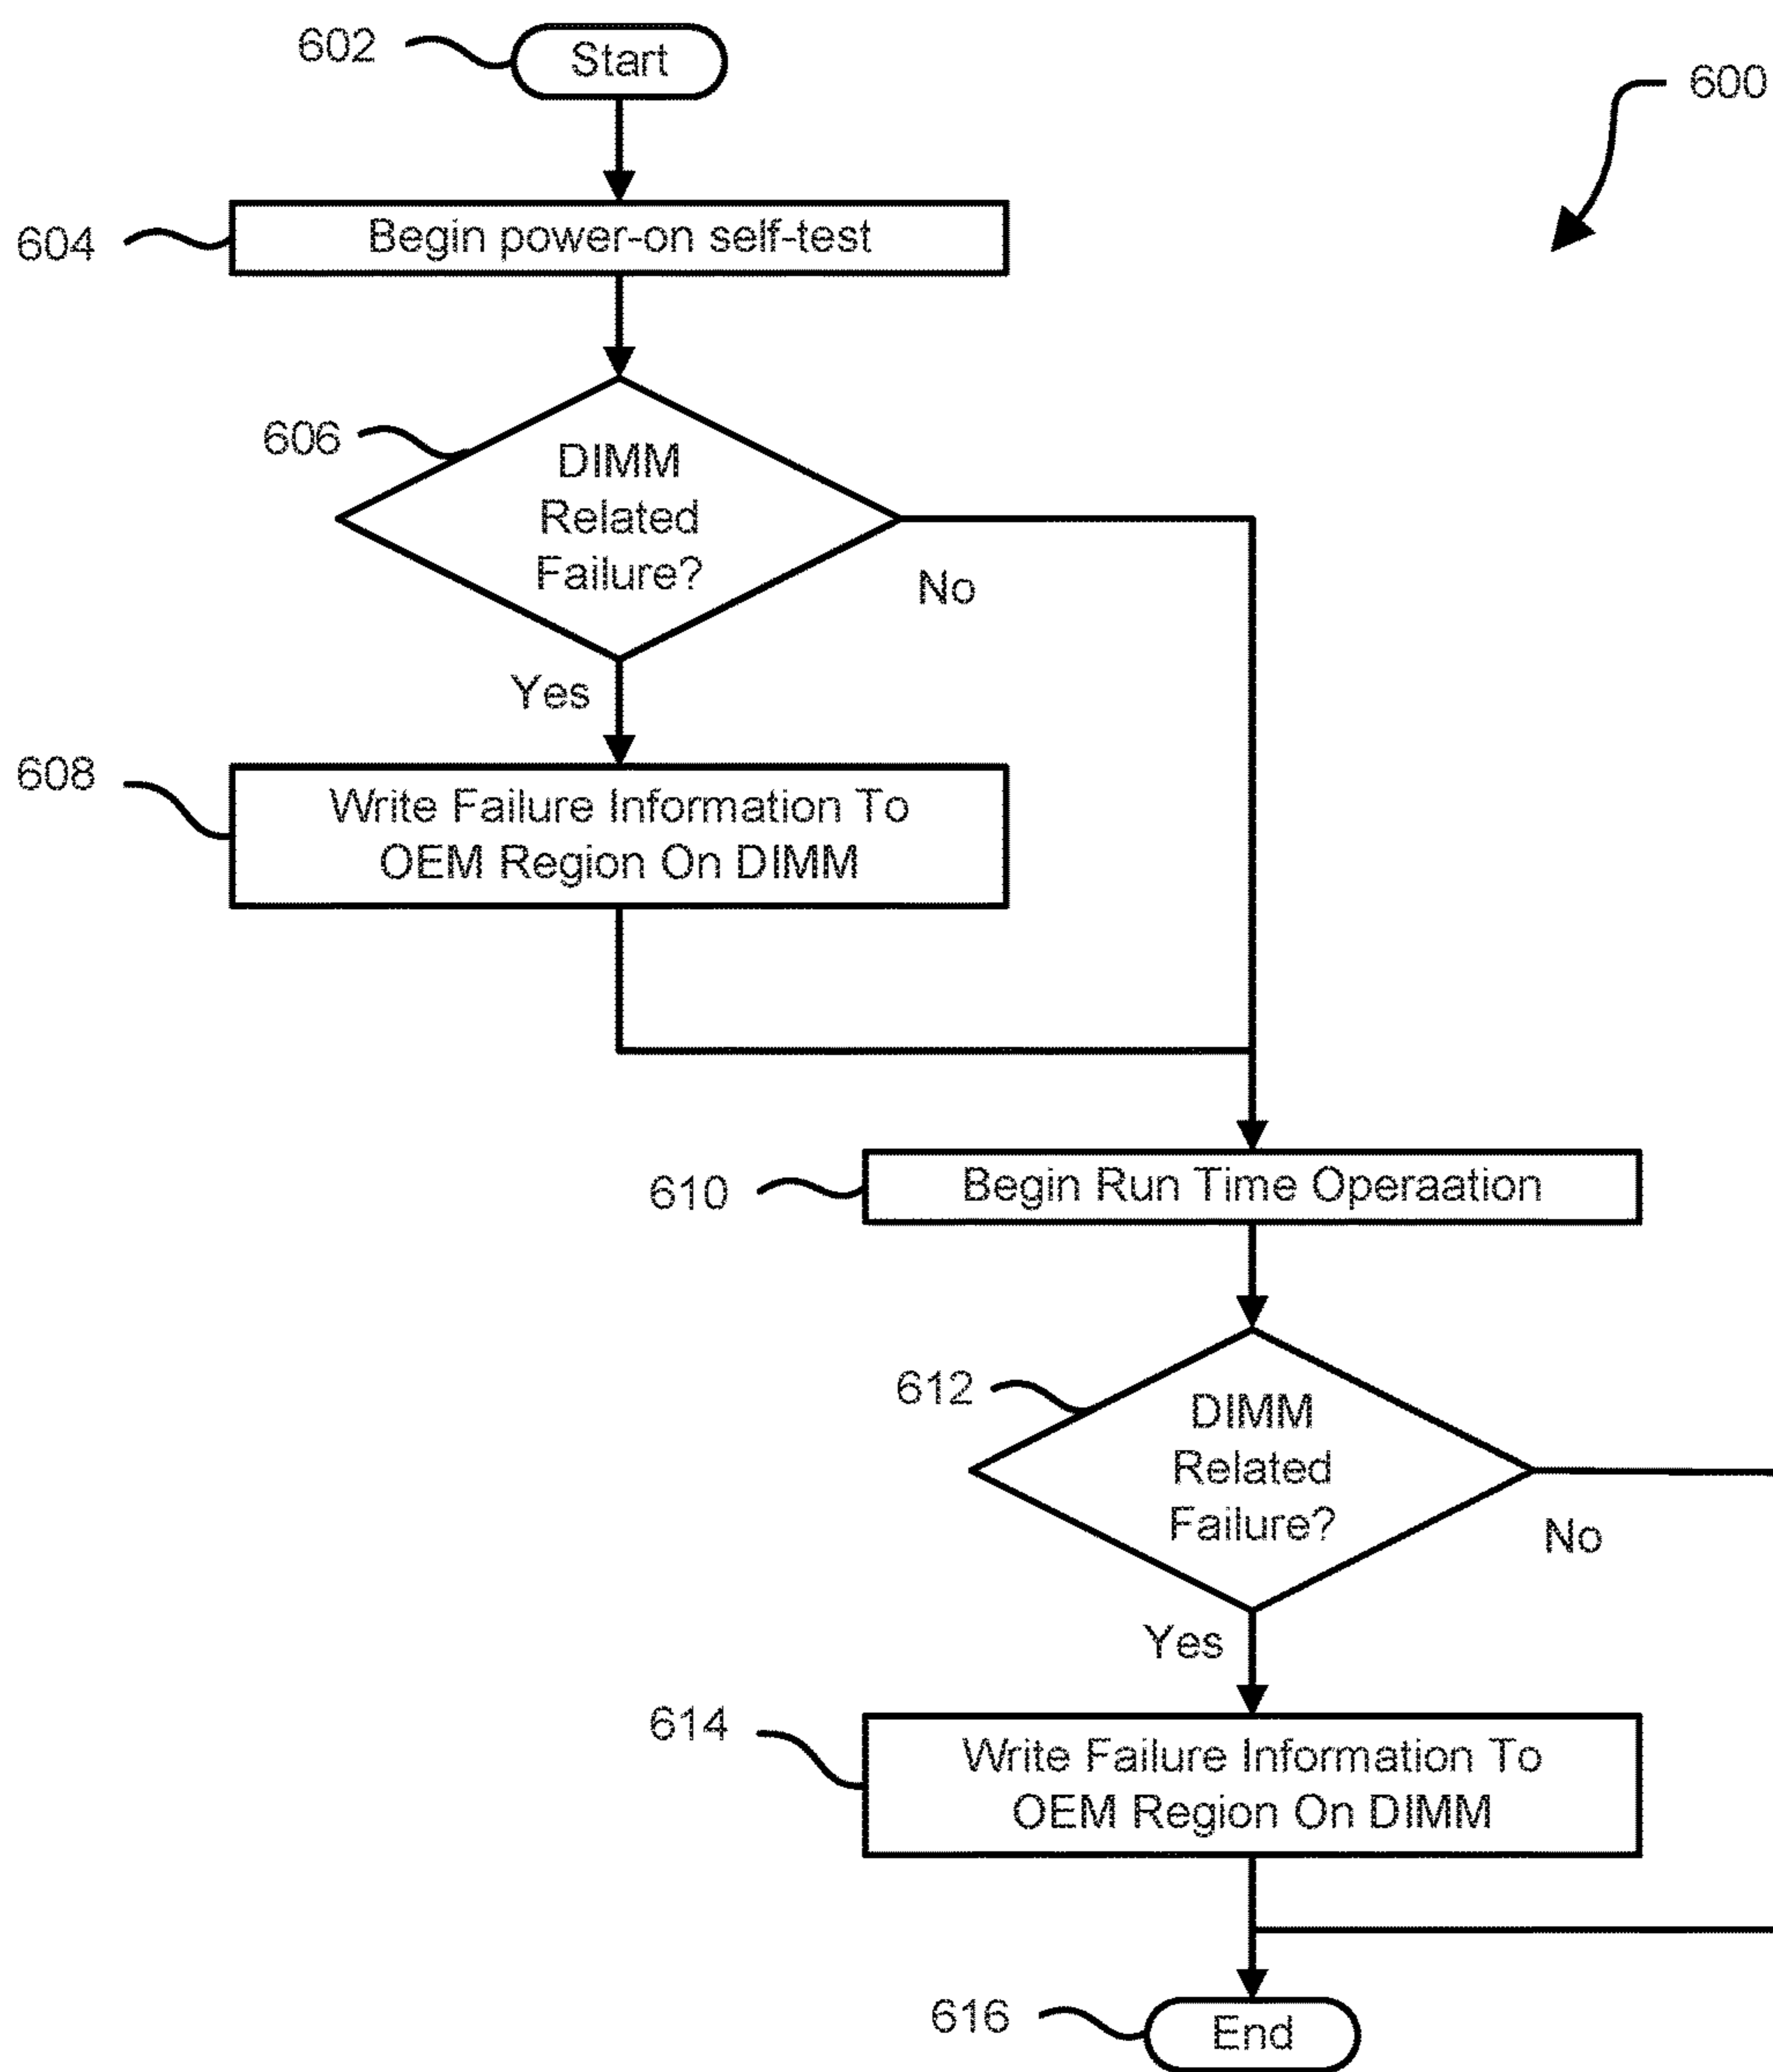 602
Start
600
604
Begin power-on self-test
606
DIMM
Related
Failure?
No
Yes
608
Write Failure Information To
OEM Region On DIMM
610
Begin Run Time Operaation
612
DIMM
Related
Failure?
No
Yes
614
Write Failure Information To
OEM Region On DIMM
616
End